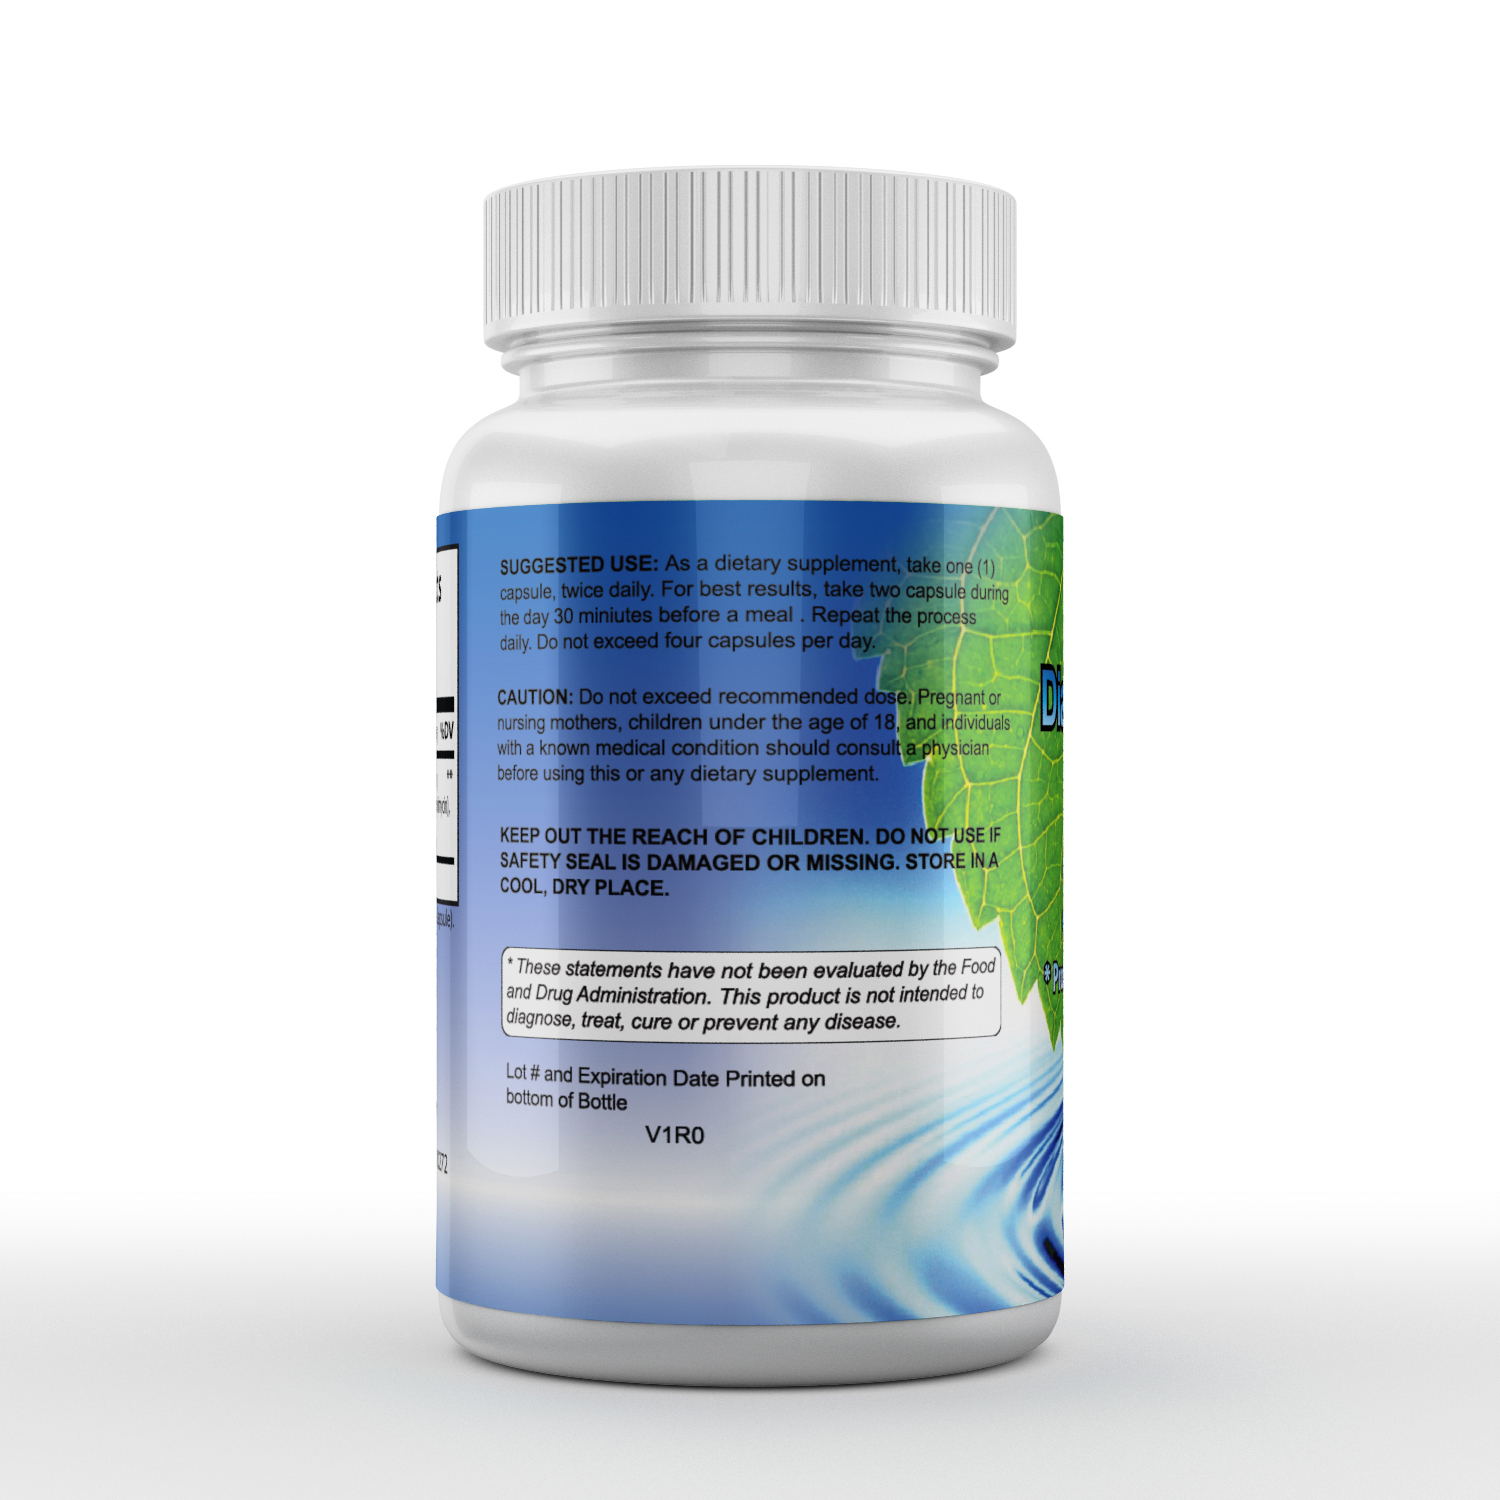 SUGGESTED USE: As a dietary supplement, take one (1)
capsule, twice daily. For best results, take two capsule during
the day 30 miniutes before a meal . Repeat the process
daily. Do not exceed four capsules per day.
CAUTION: Do not exceed recommended dose. Pregnant or
nursing mothers, children under the age of 18, and individuals
with a known medical condition should consult a physician
before using this or any dietary supplement.
KEEP OUT THE REACH OF CHILDREN. DO NOT USE IF
SAFETY SEAL IS DAMAGED OR MISSING. STORE IN A
COOL, DRY PLACE.
* These statements have not been evaluated by the Food
and Drug Administration. This product is not intended to
diagnose, treat, cure or prevent any disease.
Lot # and Expiration Date Printed on
bottom of Bottle
V1R0
%DV
**